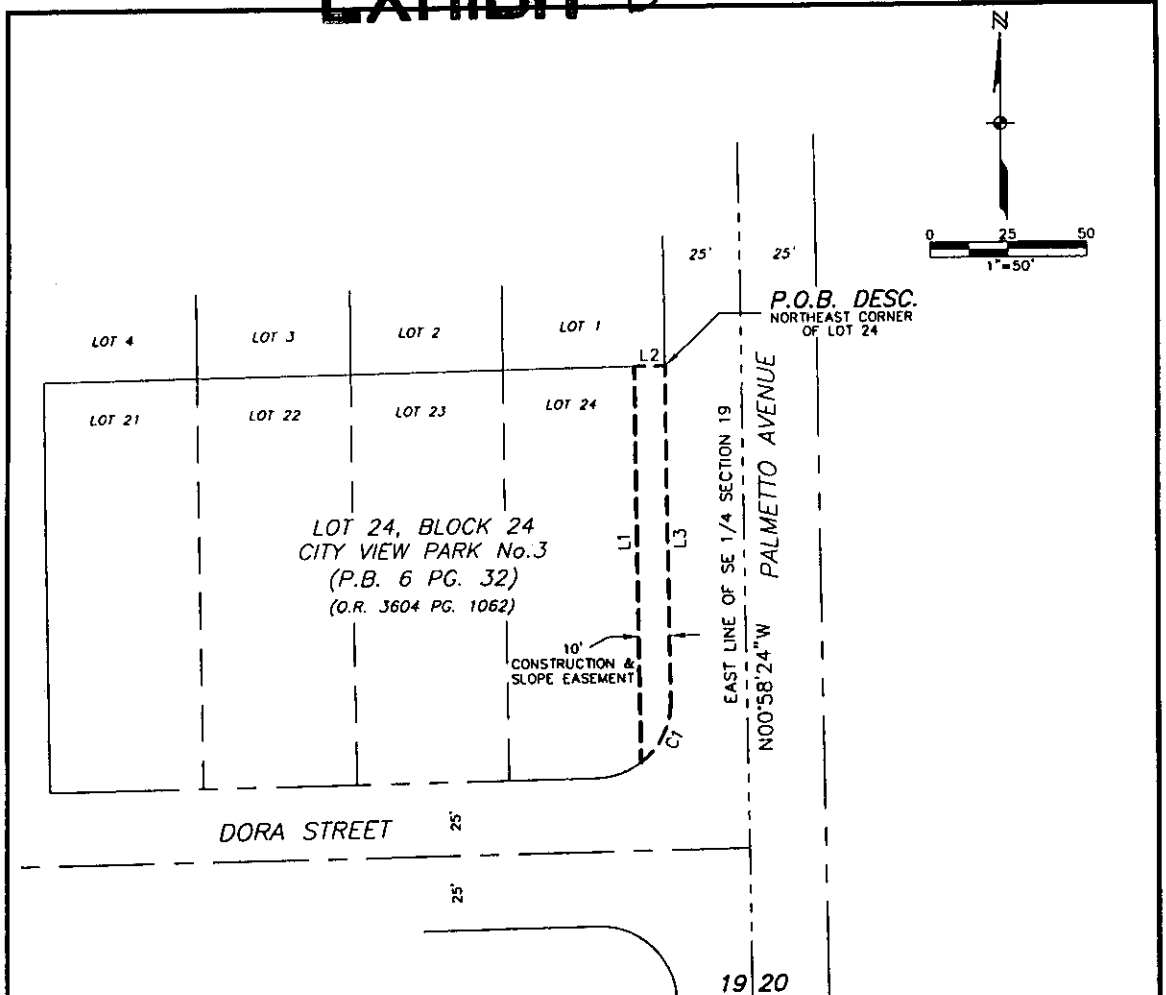 EXHIBIT
N
0 25 50
1"=50'
25' 25'
P.O.B. DESC.
NORTHEAST CORNER
OF LOT 24
LOT 4 LOT 3 LOT 2 LOT 1
L2
LOT 21 LOT 22 LOT 23 LOT 24
LOT 24, BLOCK 24
CITY VIEW PARK No.3
(P.B. 6 PG. 32)
(O.R. 3604 PG. 1062)
L1
L3
EAST LINE OF SE 1/4 SECTION 19
N00°58'24"W PALMETTO AVENUE
10'
CONSTRUCTION &
SLOPE EASEMENT
C1
DORA STREET
25'
25'
19 20